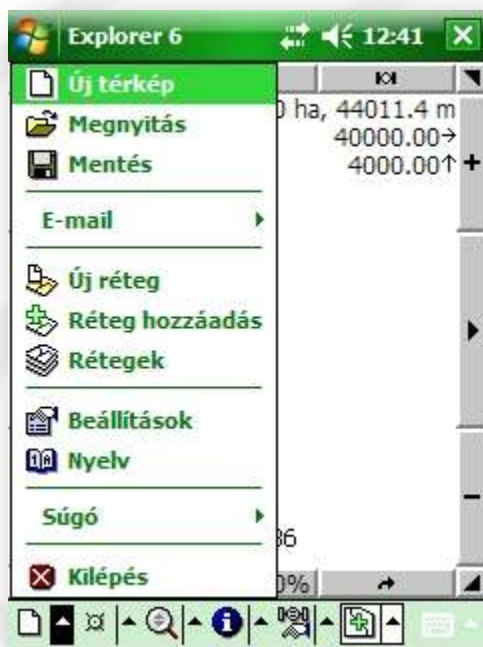 Explorer 6 12:41
Új térkép
ha, 44011.4 m
Megnyitás
40000.00→
Mentés
4000.00↑
+
E-mail
Új réteg
Réteg hozzáadás
Rétegek
Beállítások
Nyelv
−
Súgó
36
Kilépés
0%